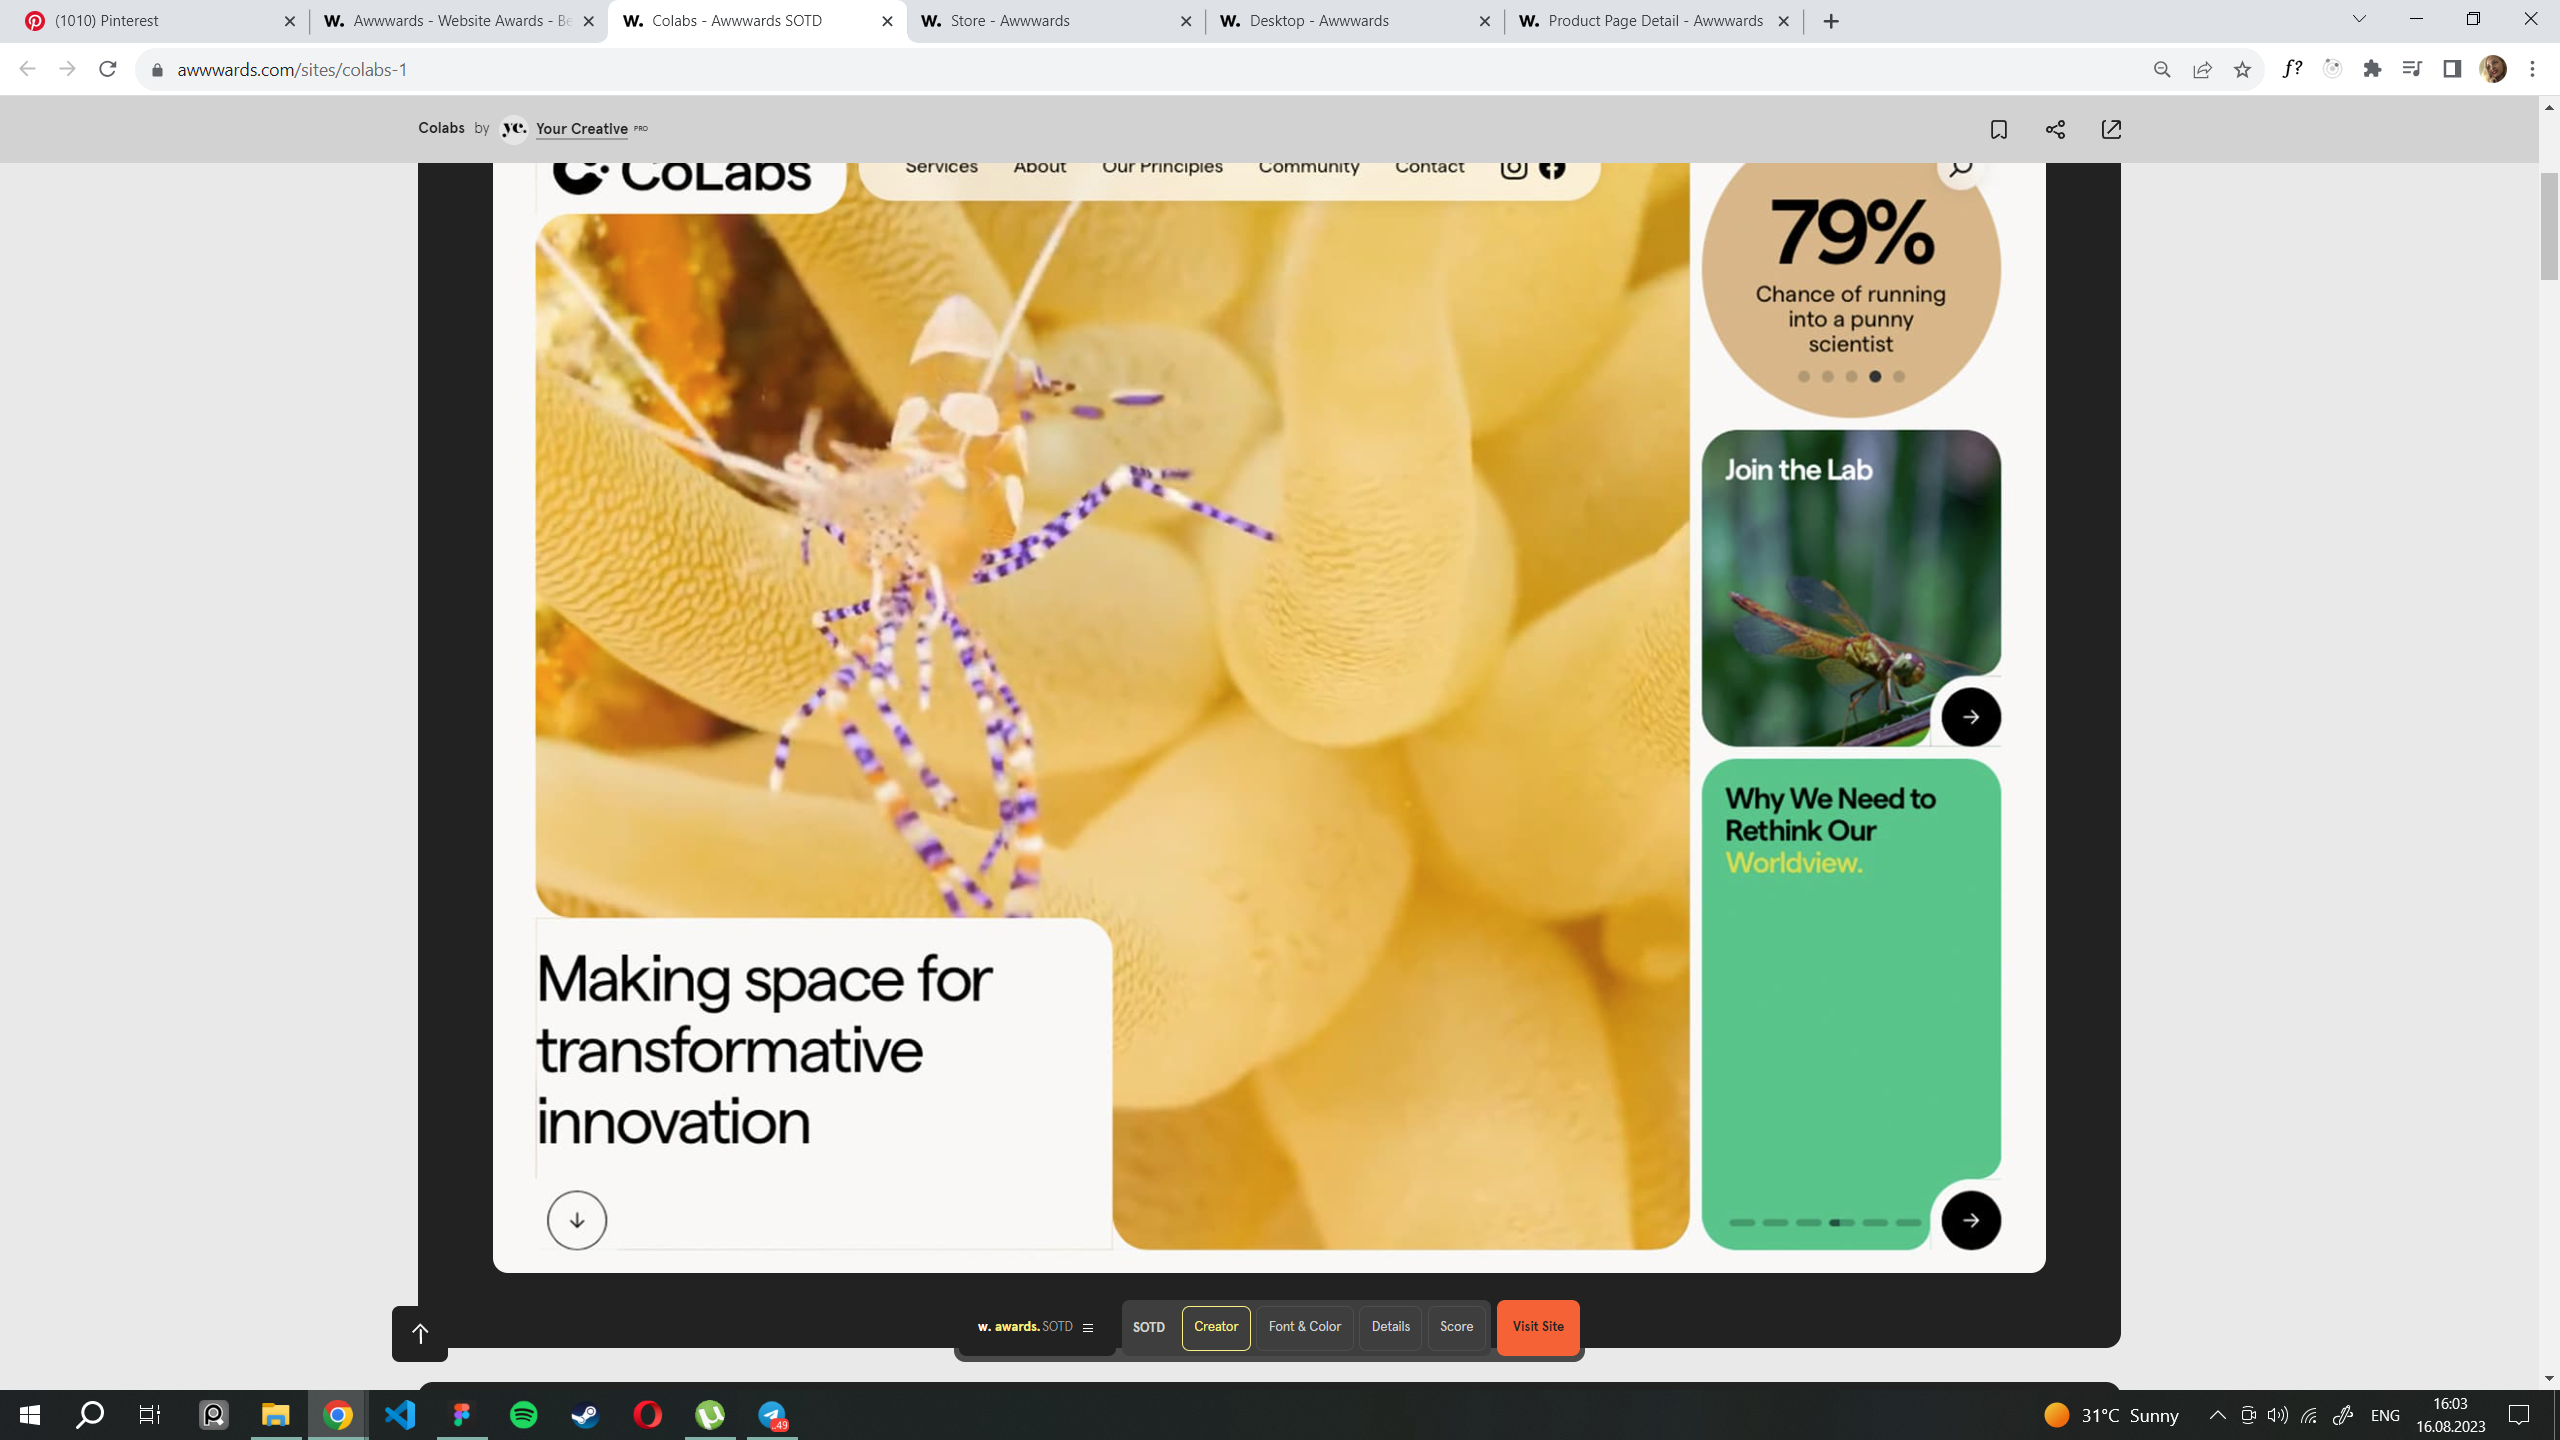 (1010) Pinterest
W. Awwwards - Website Awards - Be
W. Colabs - Awwwards SOTD
W. Store - Awwwards
W. Desktop - Awwwards
W. Product Page Detail - Awwwards
awwwards.com/sites/colabs-1
f?
Colabs by yc. Your Creative PRO
CoLabs
Services About Our Principles Community Contact
79%
Chance of running
into a punny
scientist
Join the Lab
Why We Need to
Rethink Our
Worldview.
Making space for
transformative
innovation
w. awards. SOTD
SOTD Creator Font & Color Details Score Visit Site
..49
31°C Sunny
ENG
16:03
16.08.2023